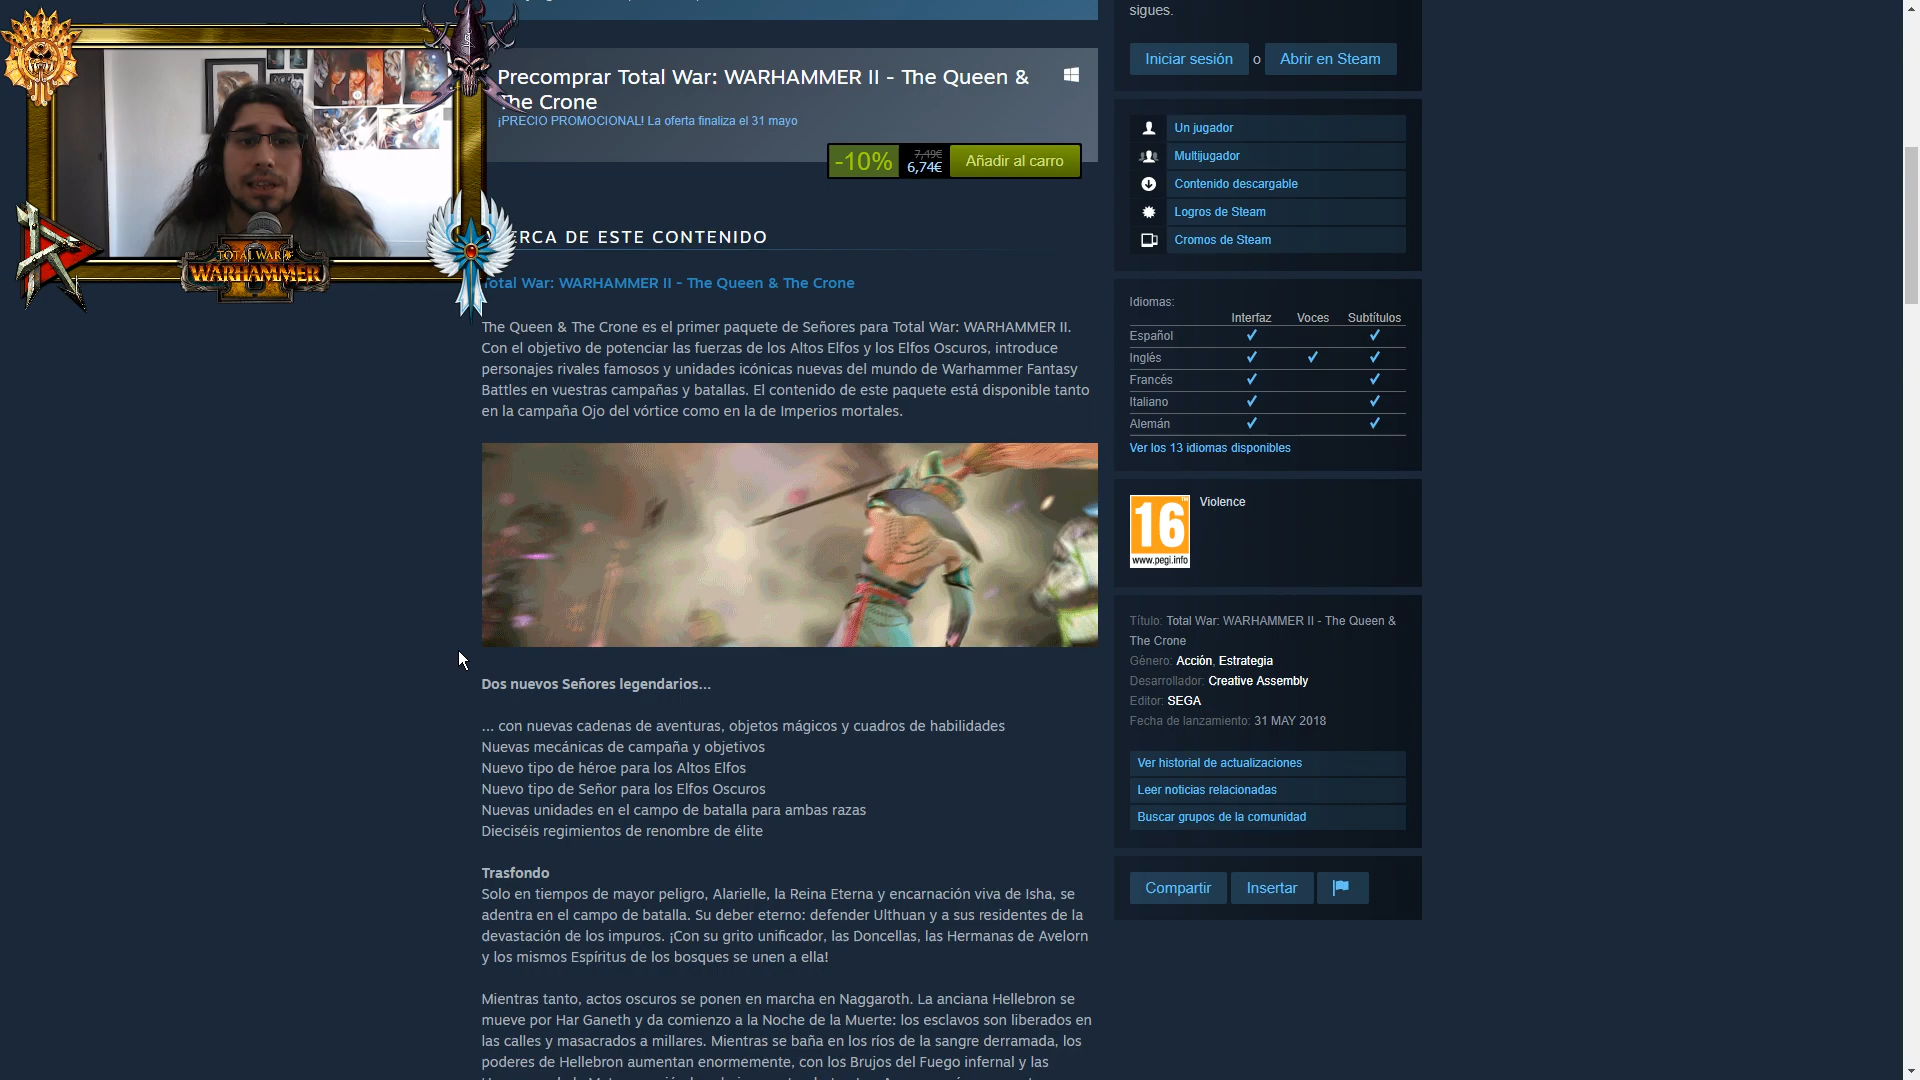 sigues.
Iniciar sesión o Abrir en Steam
Precomprar Total War: WARHAMMER II - The Queen &
The Crone
¡PRECIO PROMOCIONAL! La oferta finaliza el 31 mayo
-10% 7,49€ 6,74€ Añadir al carro
Un jugador
Multijugador
Contenido descargable
Logros de Steam
Cromos de Steam
TOTAL WAR
WARHAMMER
II
ERCA DE ESTE CONTENIDO
Total War: WARHAMMER II - The Queen & The Crone
The Queen & The Crone es el primer paquete de Señores para Total War: WARHAMMER II.
Con el objetivo de potenciar las fuerzas de los Altos Elfos y los Elfos Oscuros, introduce
personajes rivales famosos y unidades icónicas nuevas del mundo de Warhammer Fantasy
Battles en vuestras campañas y batallas. El contenido de este paquete está disponible tanto
en la campaña Ojo del vórtice como en la de Imperios mortales.
Idiomas:
Interfaz Voces Subtítulos
Español ✔ ✔
Inglés ✔ ✔ ✔
Francés ✔ ✔
Italiano ✔ ✔
Alemán ✔ ✔
Ver los 13 idiomas disponibles
16
www.pegi.info
Violence
Título: Total War: WARHAMMER II - The Queen &
The Crone
Género: Acción, Estrategia
Desarrollador: Creative Assembly
Editor: SEGA
Fecha de lanzamiento: 31 MAY 2018
Ver historial de actualizaciones
Leer noticias relacionadas
Buscar grupos de la comunidad
Compartir Insertar
Dos nuevos Señores legendarios...
... con nuevas cadenas de aventuras, objetos mágicos y cuadros de habilidades
Nuevas mecánicas de campaña y objetivos
Nuevo tipo de héroe para los Altos Elfos
Nuevo tipo de Señor para los Elfos Oscuros
Nuevas unidades en el campo de batalla para ambas razas
Dieciséis regimientos de renombre de élite
Trasfondo
Solo en tiempos de mayor peligro, Alarielle, la Reina Eterna y encarnación viva de Isha, se
adentra en el campo de batalla. Su deber eterno: defender Ulthuan y a sus residentes de la
devastación de los impuros. ¡Con su grito unificador, las Doncellas, las Hermanas de Avelorn
y los mismos Espíritus de los bosques se unen a ella!
Mientras tanto, actos oscuros se ponen en marcha en Naggaroth. La anciana Hellebron se
mueve por Har Ganeth y da comienzo a la Noche de la Muerte: los esclavos son liberados en
las calles y masacrados a millares. Mientras se baña en los ríos de la sangre derramada, los
poderes de Hellebron aumentan enormemente, con los Brujos del Fuego infernal y las